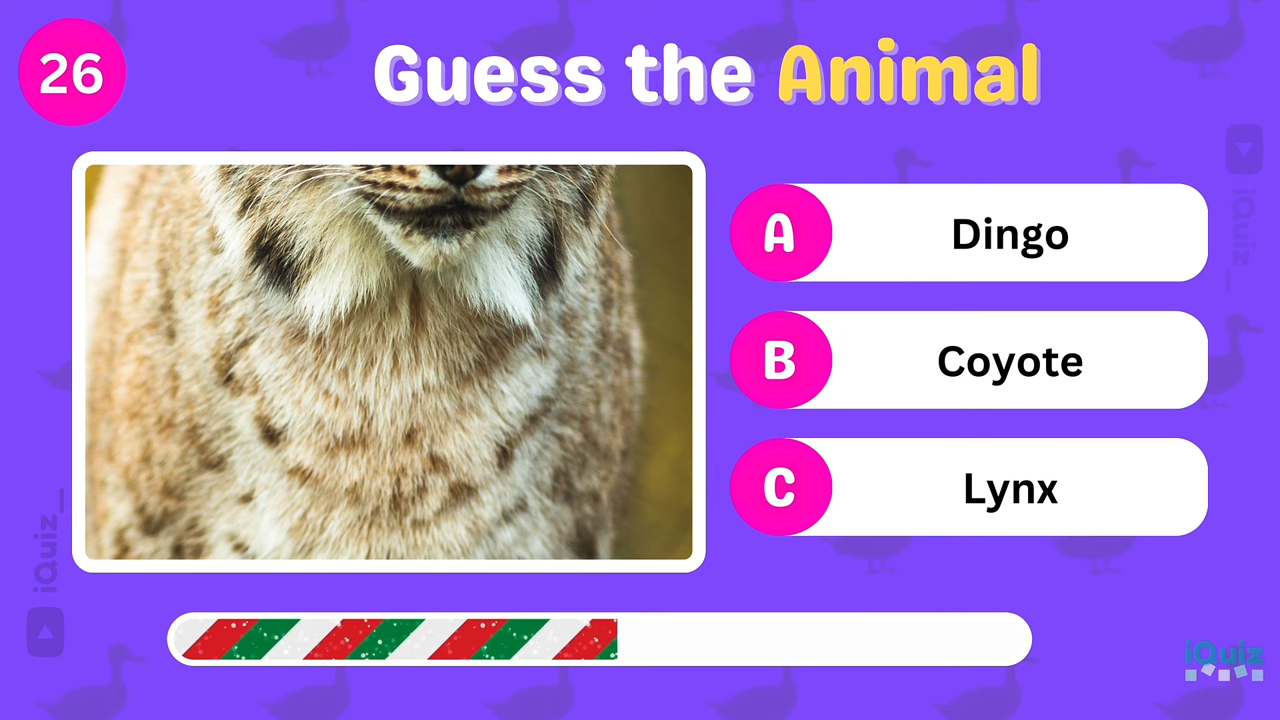 26
Guess the Animal
A
Dingo
B
Coyote
C
Lynx
iQuiz_
iQuiz_
iQuiz